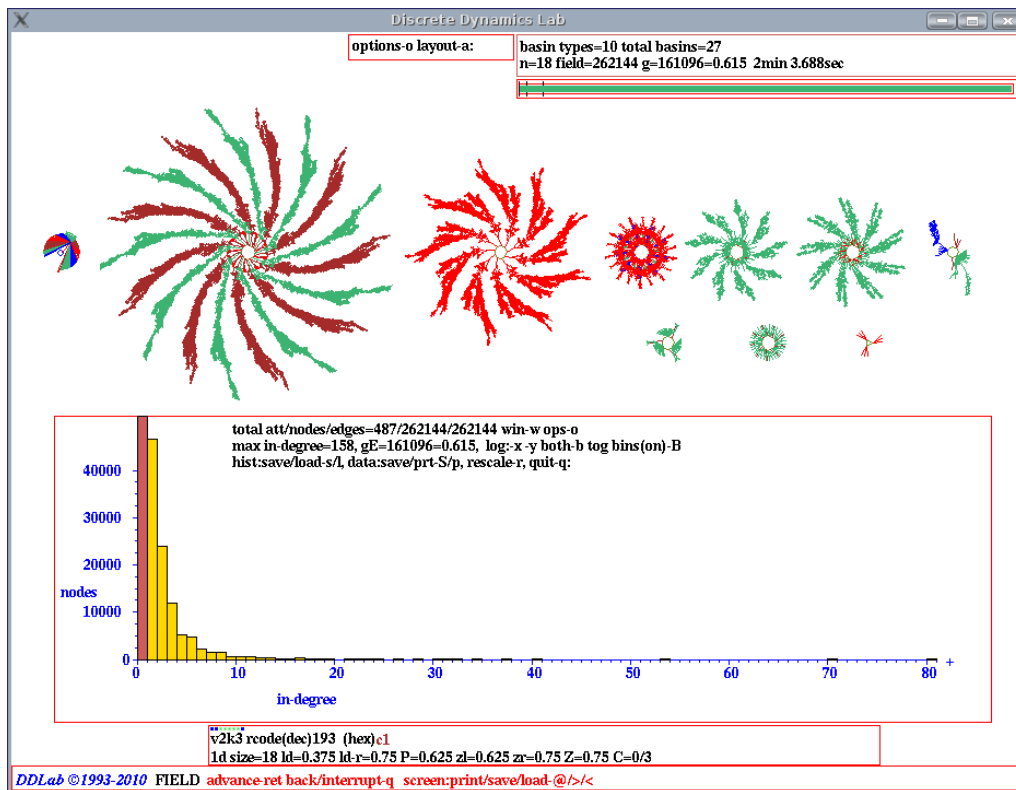 Discrete Dynamics Lab
options-o layout-a:
basin types=10 total basins=27
n=18 field=262144 g=161096=0.615 2min 3.688sec
total att/nodes/edges=487/262144/262144 win-w ops-o
max in-degree=158, gE=161096=0.615, log:-x -y both-b tog bins(on)-B
hist:save/load-s/l, data:save/prt-S/p, rescale-r, quit-q:
40000
30000
20000
nodes
10000
0
0 10 20 30 40 50 60 70 80 +
in-degree
v2k3 rcode(dec)193 (hex)c1
1d size=18 ld=0.375 ld-r=0.75 P=0.625 zl=0.625 zr=0.75 Z=0.75 C=0/3
DDLab ©1993-2010 FIELD advance-ret back/interrupt-q screen:print/save/load-@/>/<